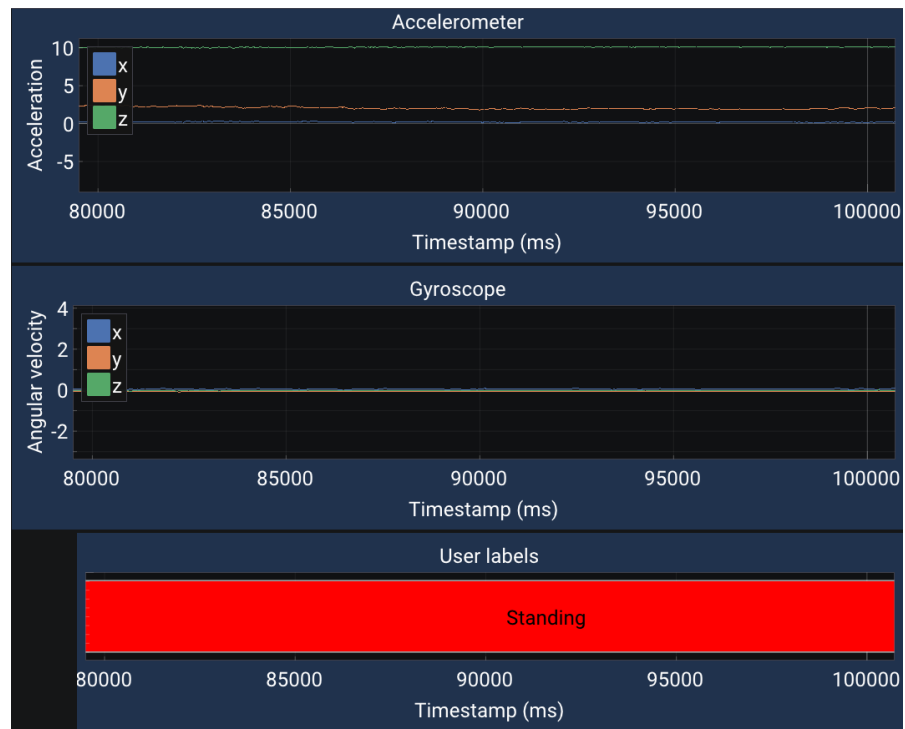 Accelerometer
Acceleration
10
5
0
-5
x
y
z
80000 85000 90000 95000 100000
Timestamp (ms)
Gyroscope
Angular velocity
4
2
0
-2
x
y
z
80000 85000 90000 95000 100000
Timestamp (ms)
User labels
Standing
80000 85000 90000 95000 100000
Timestamp (ms)